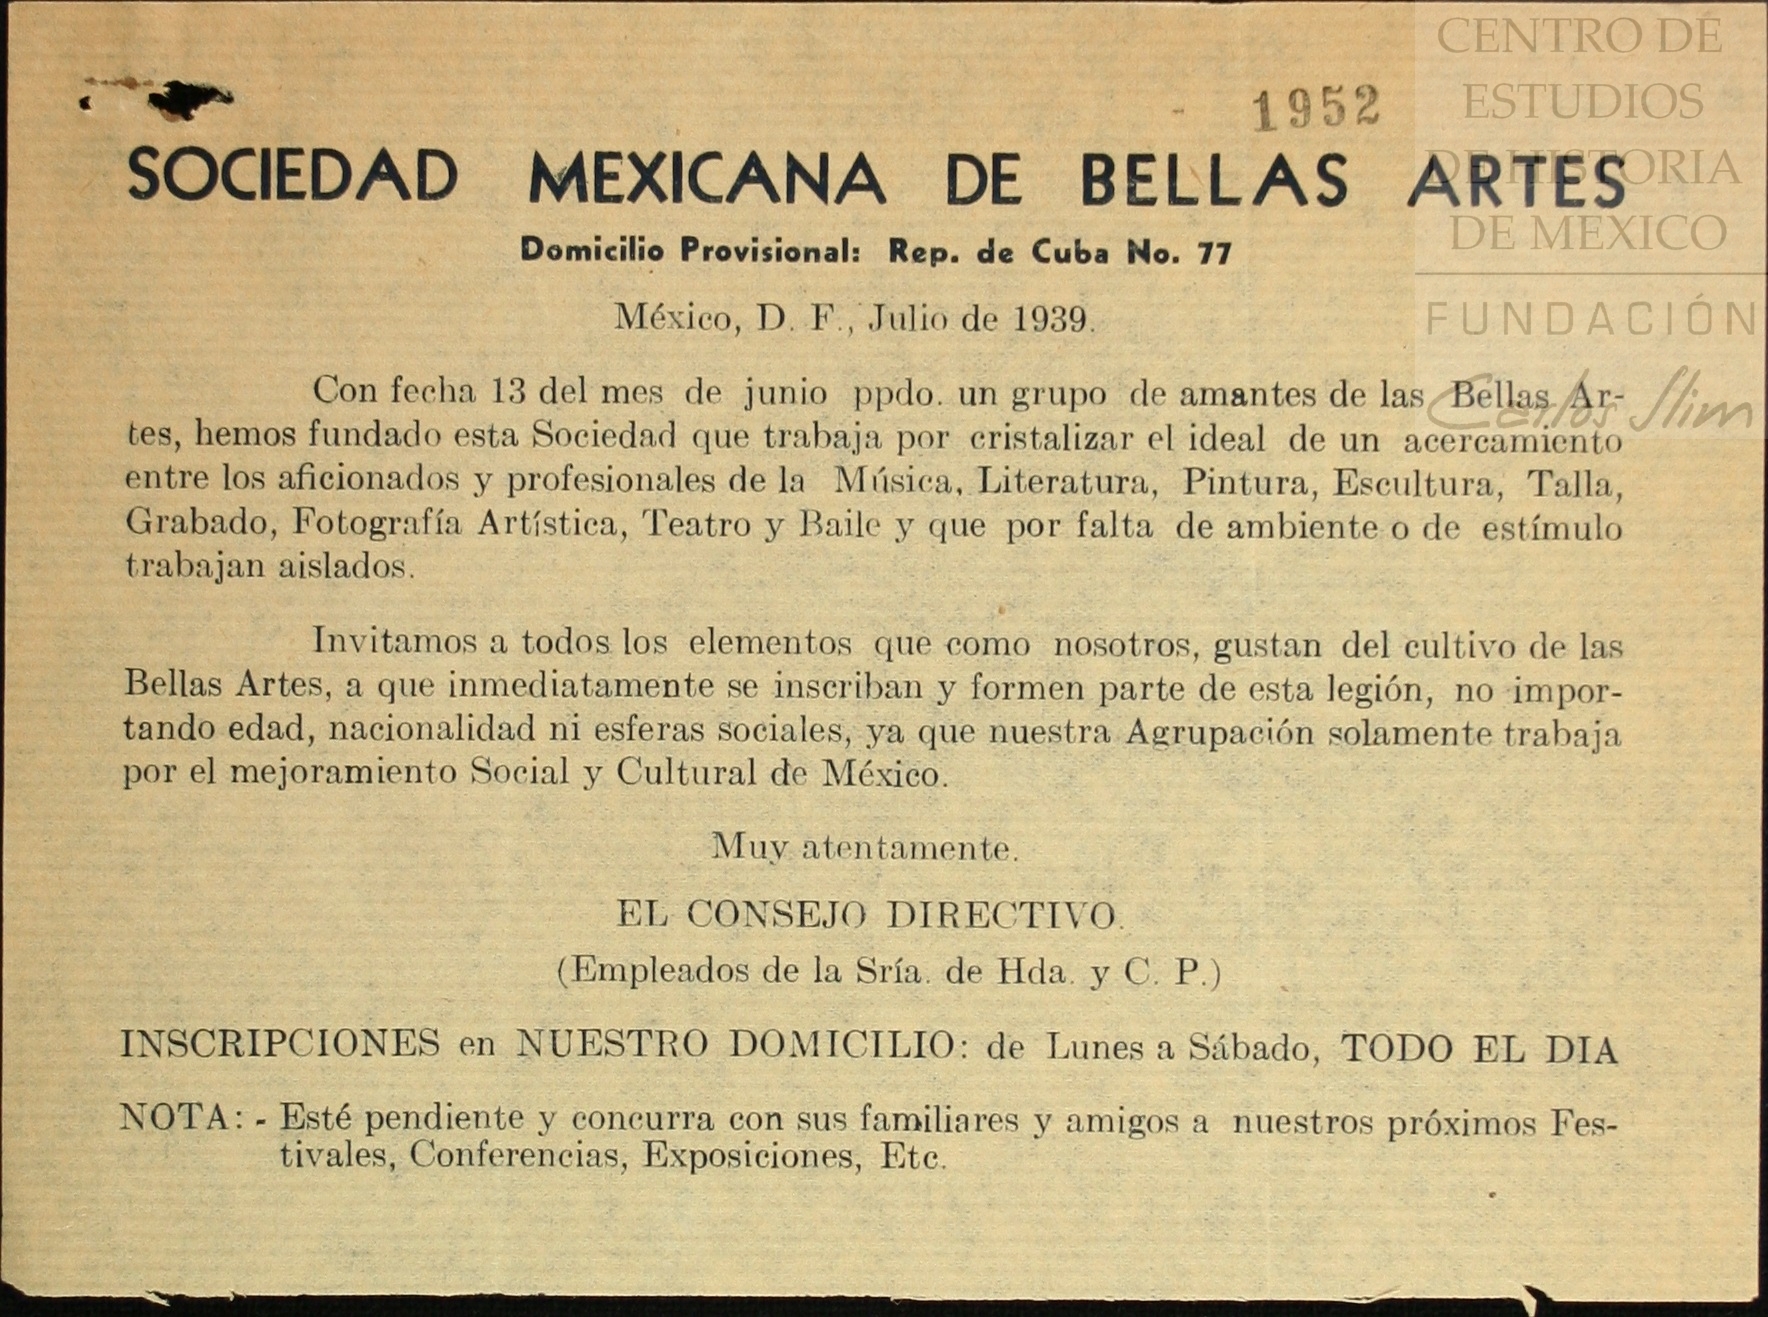 CENTRO DE
ESTUDIOS
DE HISTORIA
DE MEXICO
FUNDACIÓN
Carlos Slim
1952
SOCIEDAD MEXICANA DE BELLAS ARTES
Domicilio Provisional: Rep. de Cuba No. 77
México, D. F., Julio de 1939.
Con fecha 13 del mes de junio ppdo. un grupo de amantes de las Bellas Ar-
tes, hemos fundado esta Sociedad que trabaja por cristalizar el ideal de un acercamiento
entre los aficionados y profesionales de la Música, Literatura, Pintura, Escultura, Talla,
Grabado, Fotografía Artística, Teatro y Baile y que por falta de ambiente o de estímulo
trabajan aislados.
Invitamos a todos los elementos que como nosotros, gustan del cultivo de las
Bellas Artes, a que inmediatamente se inscriban y formen parte de esta legión, no impor-
tando edad, nacionalidad ni esferas sociales, ya que nuestra Agrupación solamente trabaja
por el mejoramiento Social y Cultural de México.
Muy atentamente.
EL CONSEJO DIRECTIVO.
(Empleados de la Sría. de Hda. y C. P.)
INSCRIPCIONES en NUESTRO DOMICILIO: de Lunes a Sábado, TODO EL DIA
NOTA: - Esté pendiente y concurra con sus familiares y amigos a nuestros próximos Fes-
tivales, Conferencias, Exposiciones, Etc.